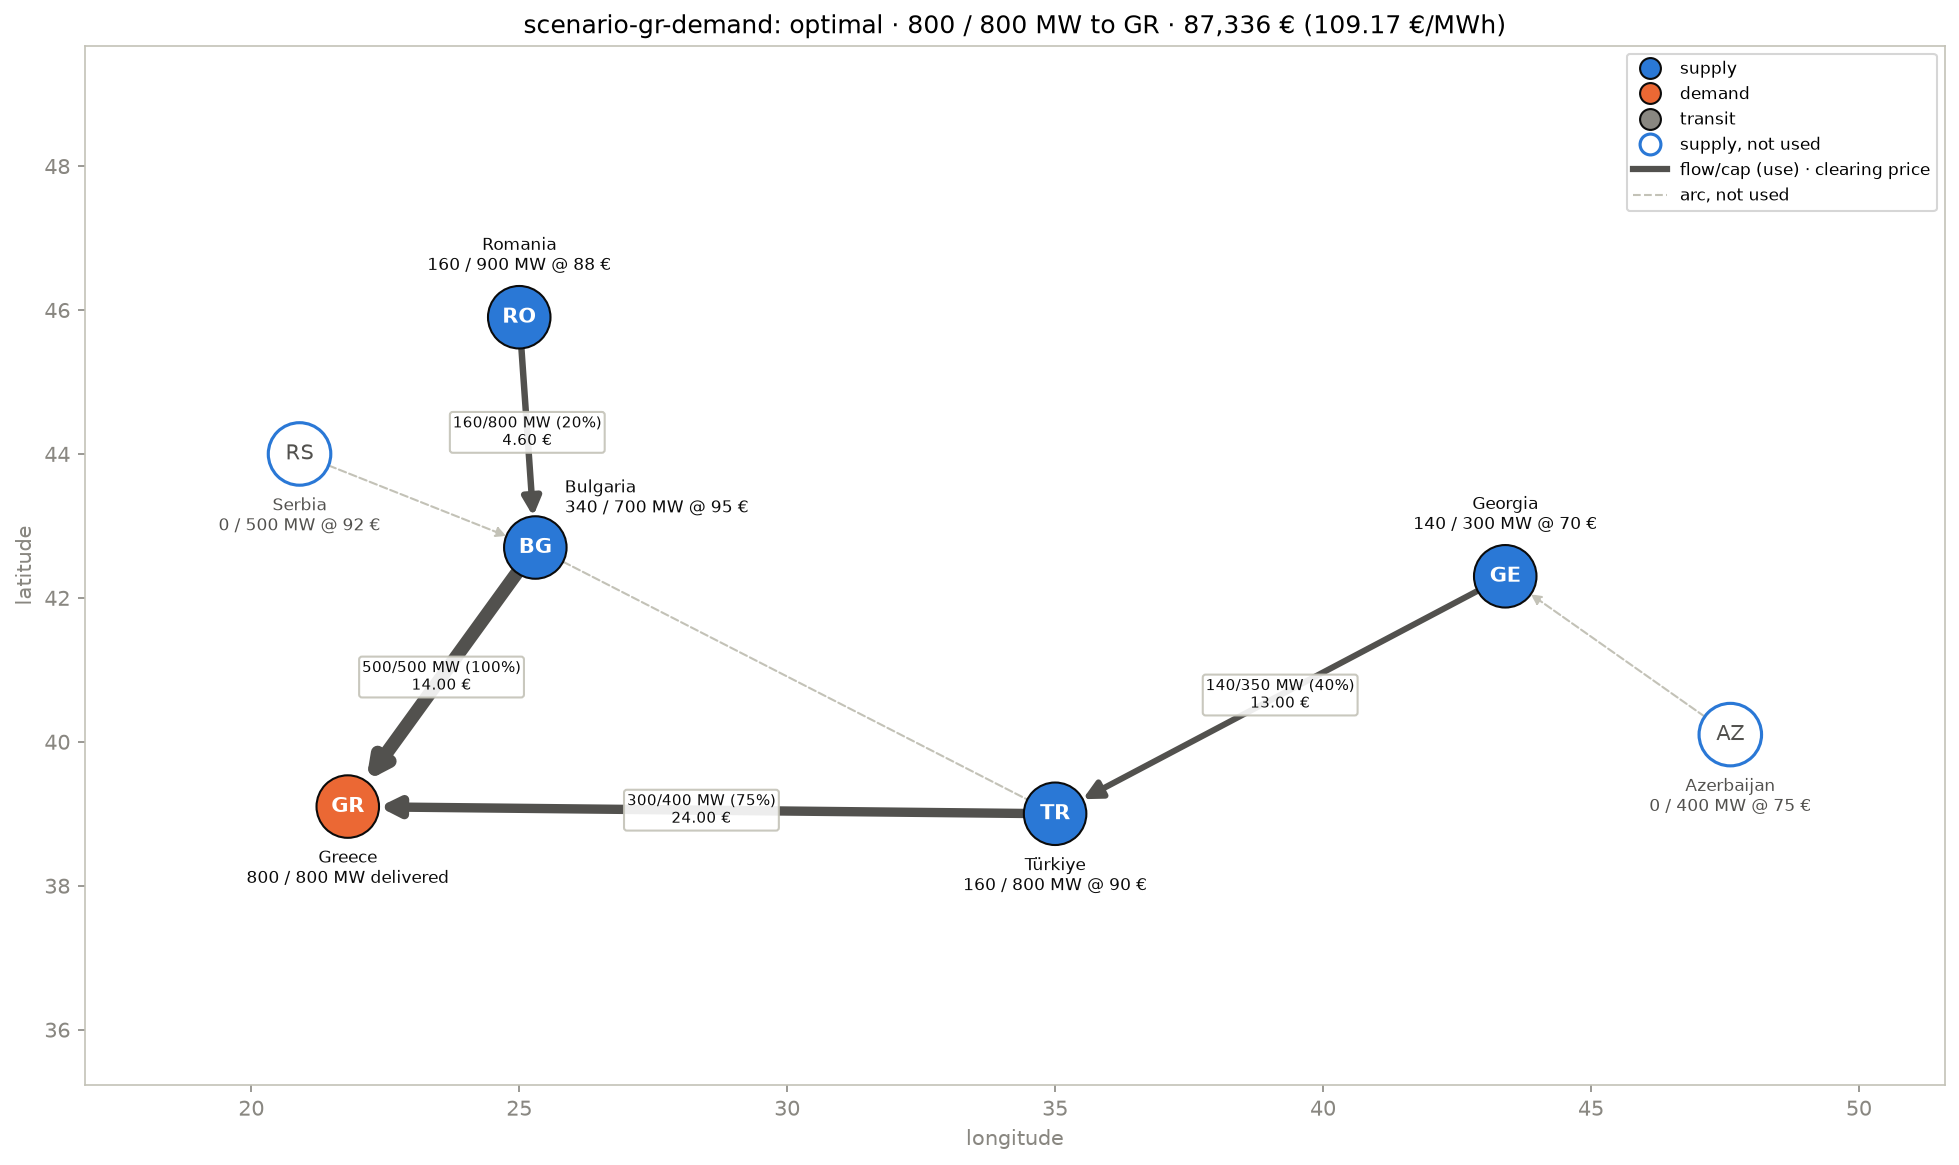 scenario-gr-demand: optimal · 800 / 800 MW to GR · 87,336 € (109.17 €/MWh)
supply
demand
transit
supply, not used
flow/cap (use) · clearing price
arc, not used
latitude
48
46
44
42
40
38
36
Romania
160 / 900 MW @ 88 €
RO
160/800 MW (20%)
4.60 €
RS
Serbia
0 / 500 MW @ 92 €
Bulgaria
340 / 700 MW @ 95 €
BG
Georgia
140 / 300 MW @ 70 €
GE
500/500 MW (100%)
14.00 €
140/350 MW (40%)
13.00 €
AZ
Azerbaijan
0 / 400 MW @ 75 €
GR
Greece
800 / 800 MW delivered
300/400 MW (75%)
24.00 €
TR
Türkiye
160 / 800 MW @ 90 €
20
25
30
35
40
45
50
longitude